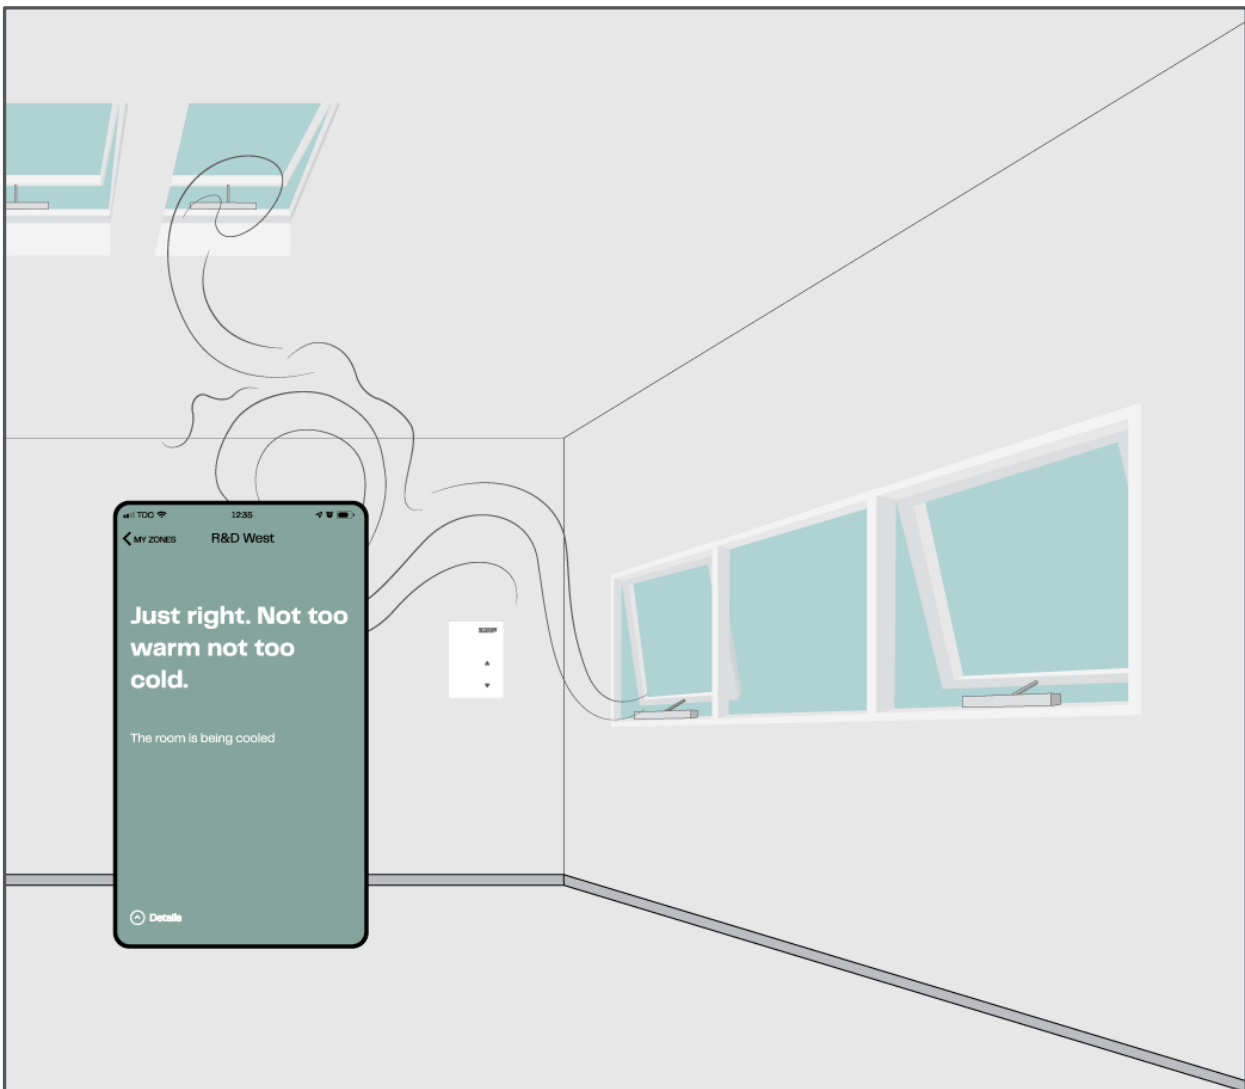 TDC 12:35
MY ZONES R&D West
Just right. Not too
warm not too
cold.
The room is being cooled
Details